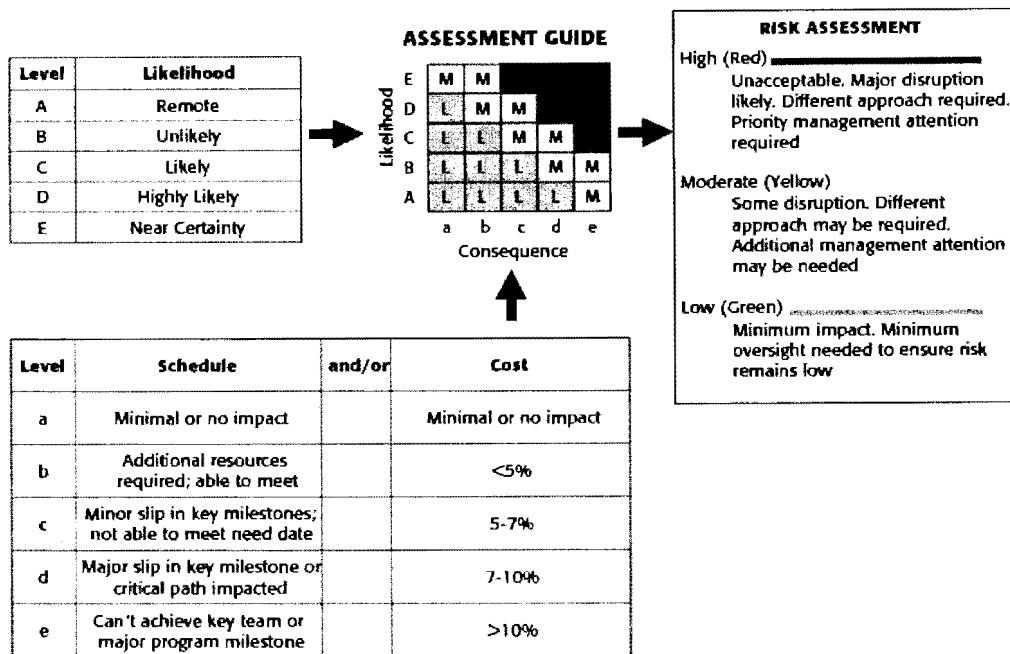 ASSESSMENT GUIDE
Level Likelihood
A Remote
B Unlikely
C Likely
D Highly Likely
E Near Certainty
Likelihood
E M M
D L M M
C L L M M
B L L L M M
A L L L L M
a b c d e
Consequence
RISK ASSESSMENT
High (Red)
Unacceptable. Major disruption
likely. Different approach required.
Priority management attention
required
Moderate (Yellow)
Some disruption. Different
approach may be required.
Additional management attention
may be needed
Low (Green)
Minimum impact. Minimum
oversight needed to ensure risk
remains low
Level Schedule and/or Cost
a Minimal or no impact Minimal or no impact
b Additional resources
required; able to meet <5%
c Minor slip in key milestones;
not able to meet need date 5-7%
d Major slip in key milestone or
critical path impacted 7-10%
e Can't achieve key team or
major program milestone >10%